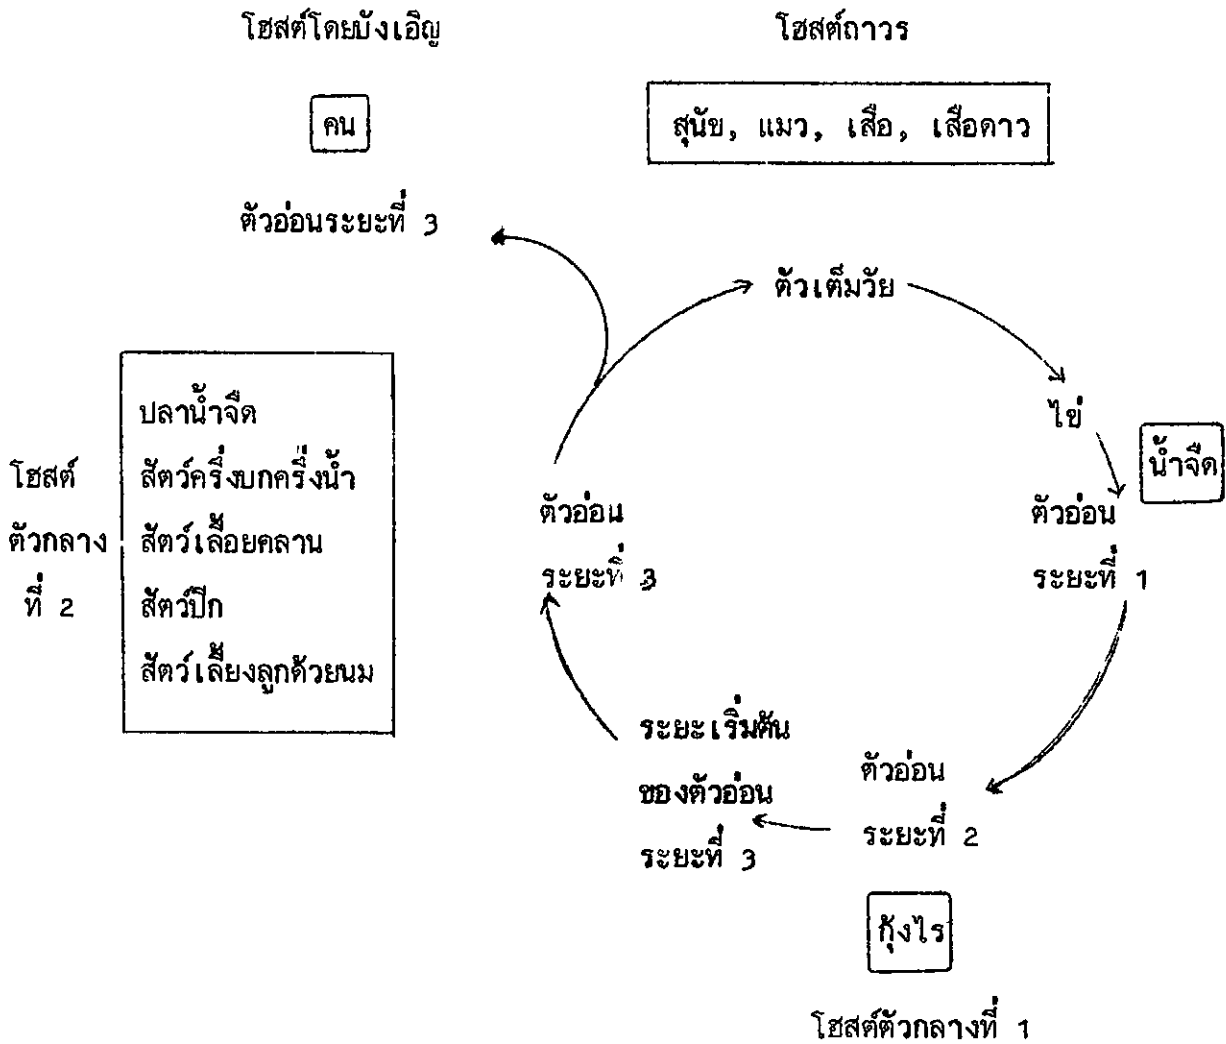 โฮสต์โดยบังเอิญ
โฮสต์ถาวร
คน
สุนัข, แมว, เสือ, เสือดาว
ตัวอ่อนระยะที่ 3
ตัวเต็มวัย
ไข่
น้ำจืด
ตัวอ่อน
ระยะที่ 1
ตัวอ่อน
ระยะที่ 2
กุ้งไร
โฮสต์ตัวกลางที่ 1
ระยะเริ่มต้น
ของตัวอ่อน
ระยะที่ 3
ตัวอ่อน
ระยะที่ 3
โฮสต์
ตัวกลาง
ที่ 2
ปลาน้ำจืด
สัตว์ครึ่งบกครึ่งน้ำ
สัตว์เลื้อยคลาน
สัตว์ปีก
สัตว์เลี้ยงลูกด้วยนม